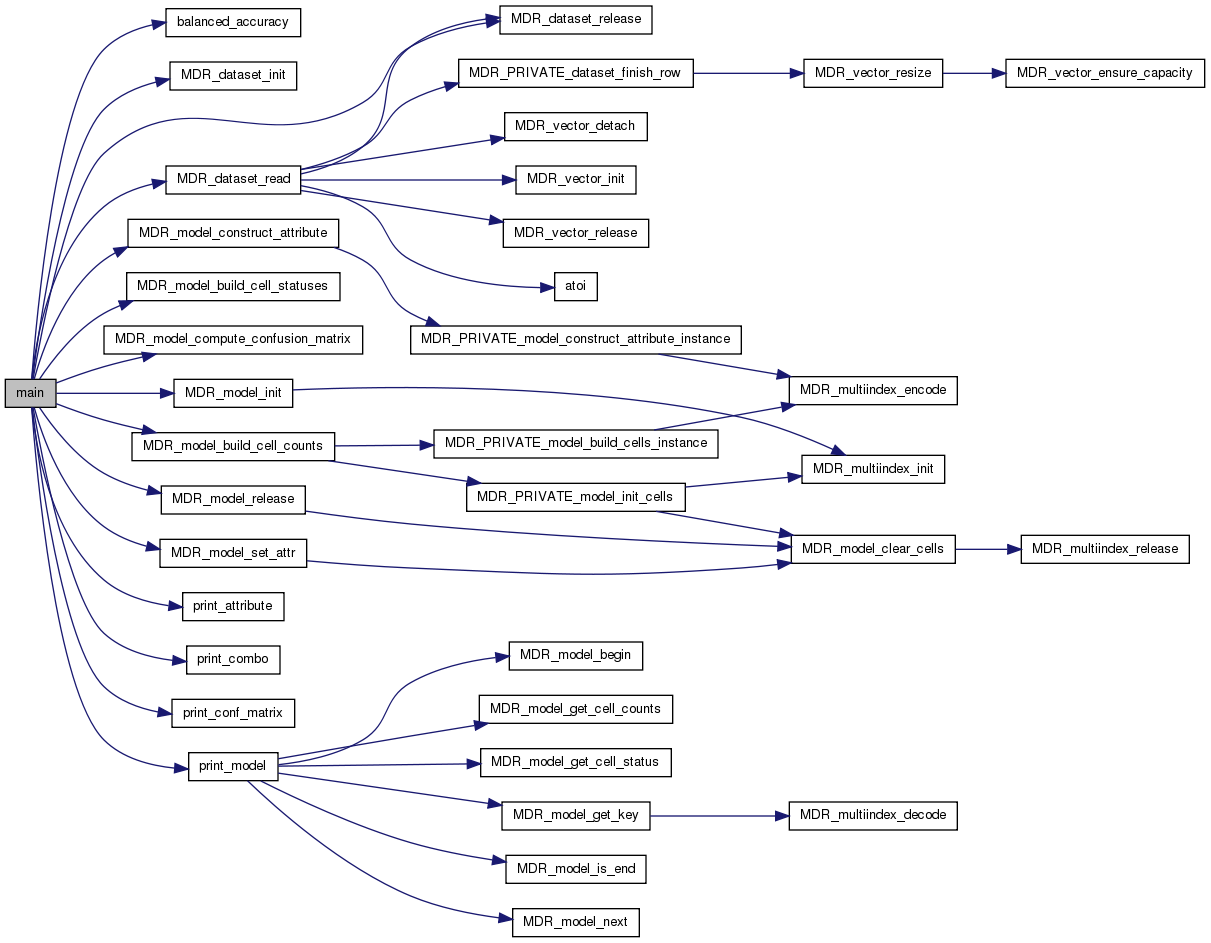 balanced_accuracy
MDR_dataset_release
MDR_dataset_init
MDR_PRIVATE_dataset_finish_row
MDR_vector_resize
MDR_vector_ensure_capacity
MDR_vector_detach
MDR_dataset_read
MDR_vector_init
MDR_model_construct_attribute
MDR_vector_release
MDR_model_build_cell_statuses
atoi
MDR_model_compute_confusion_matrix
MDR_PRIVATE_model_construct_attribute_instance
main
MDR_model_init
MDR_multiindex_encode
MDR_model_build_cell_counts
MDR_PRIVATE_model_build_cells_instance
MDR_multiindex_init
MDR_model_release
MDR_PRIVATE_model_init_cells
MDR_model_set_attr
MDR_model_clear_cells
MDR_multiindex_release
print_attribute
print_combo
MDR_model_begin
print_conf_matrix
MDR_model_get_cell_counts
print_model
MDR_model_get_cell_status
MDR_model_get_key
MDR_multiindex_decode
MDR_model_is_end
MDR_model_next